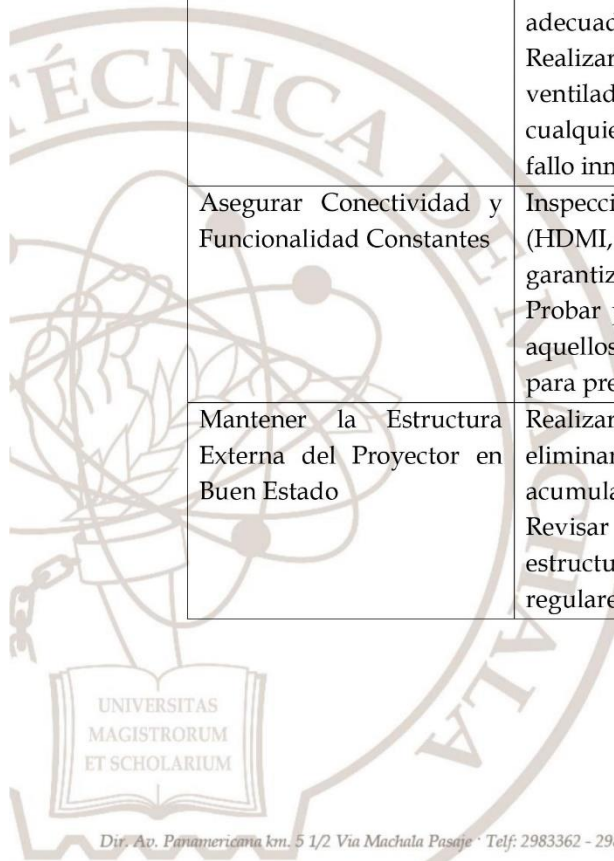 adecuad
Realizar
ventilad
cualquie
fallo inn
Asegurar Conectividad y
Funcionalidad Constantes
Inspecci
(HDMI,
garantiz
Probar
aquellos
para pre
Mantener la Estructura
Externa del Proyector en
Buen Estado
Realizar
eliminar
acumula
Revisar
estructu
regulare
TÉCNICA DE MACHALA
UNIVERSITAS
MAGISTRORUM
ET SCHOLARIUM
Dir. Av. Panamericana km. 5 1/2 Via Machala Pasaje · Telf: 2983362 - 29